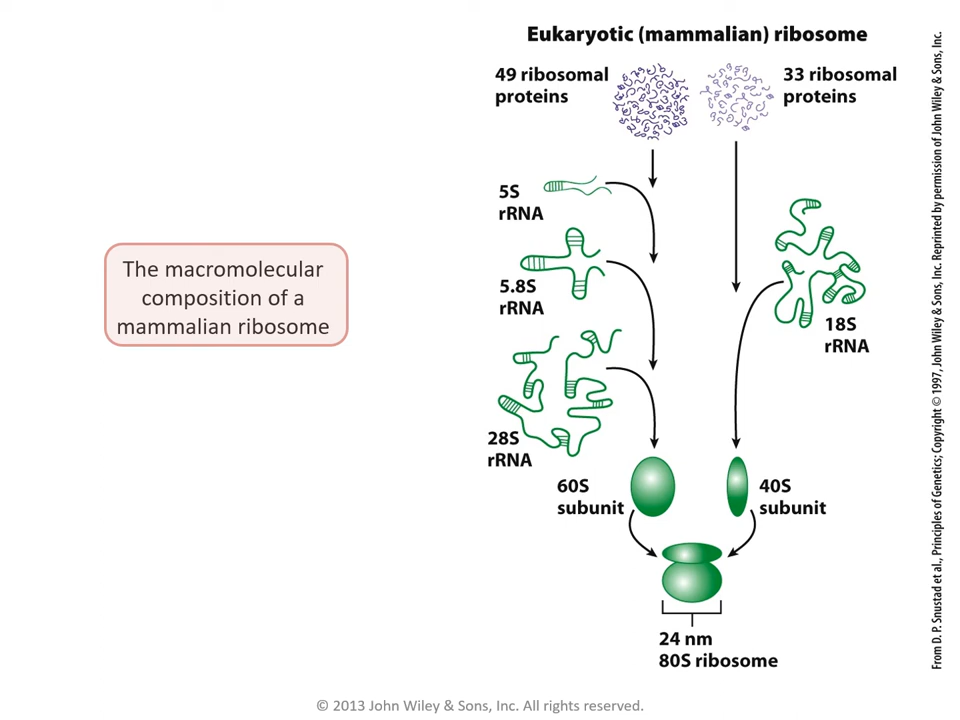 Eukaryotic (mammalian) ribosome
49 ribosomal
proteins
33 ribosomal
proteins
5S
rRNA
5.8S
rRNA
18S
rRNA
28S
rRNA
The macromolecular
composition of a
mammalian ribosome
60S
subunit
40S
subunit
24 nm
80S ribosome
From D. P. Snustad et al., Principles of Genetics; Copyright © 1997, John Wiley & Sons, Inc. Reprinted by permission of John Wiley & Sons, Inc.
© 2013 John Wiley & Sons, Inc. All rights reserved.